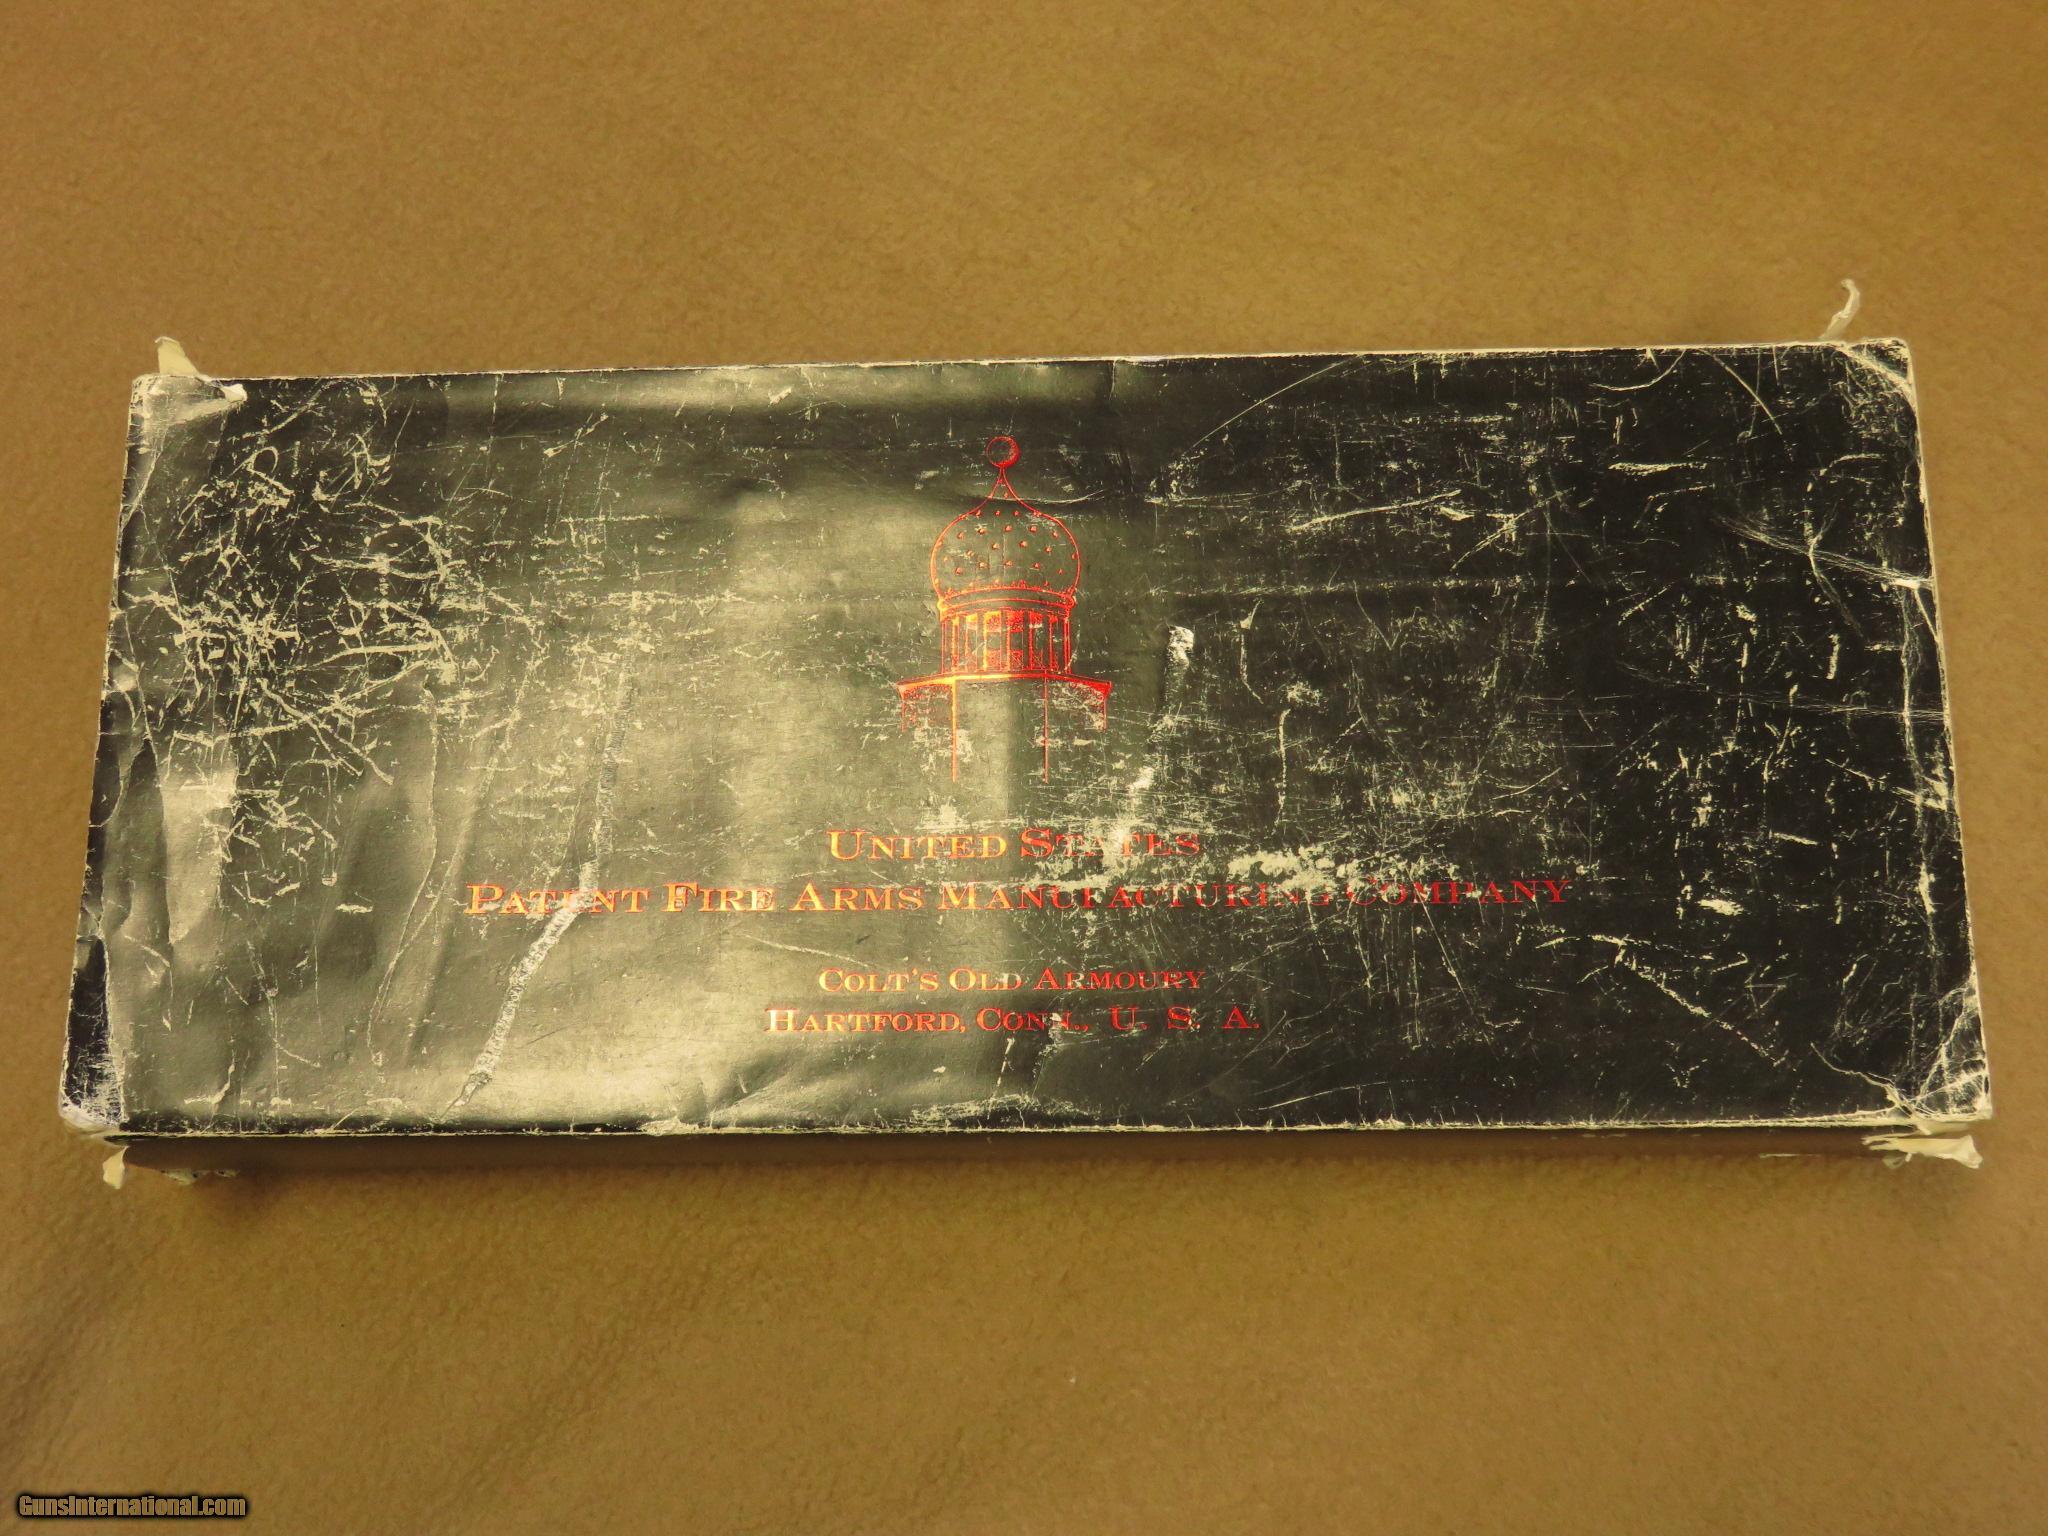 United States
Patent Fire Arms Manufacturing Company
Colt's Old Armoury
Hartford, Conn., U. S. A.
GunsInternational.com